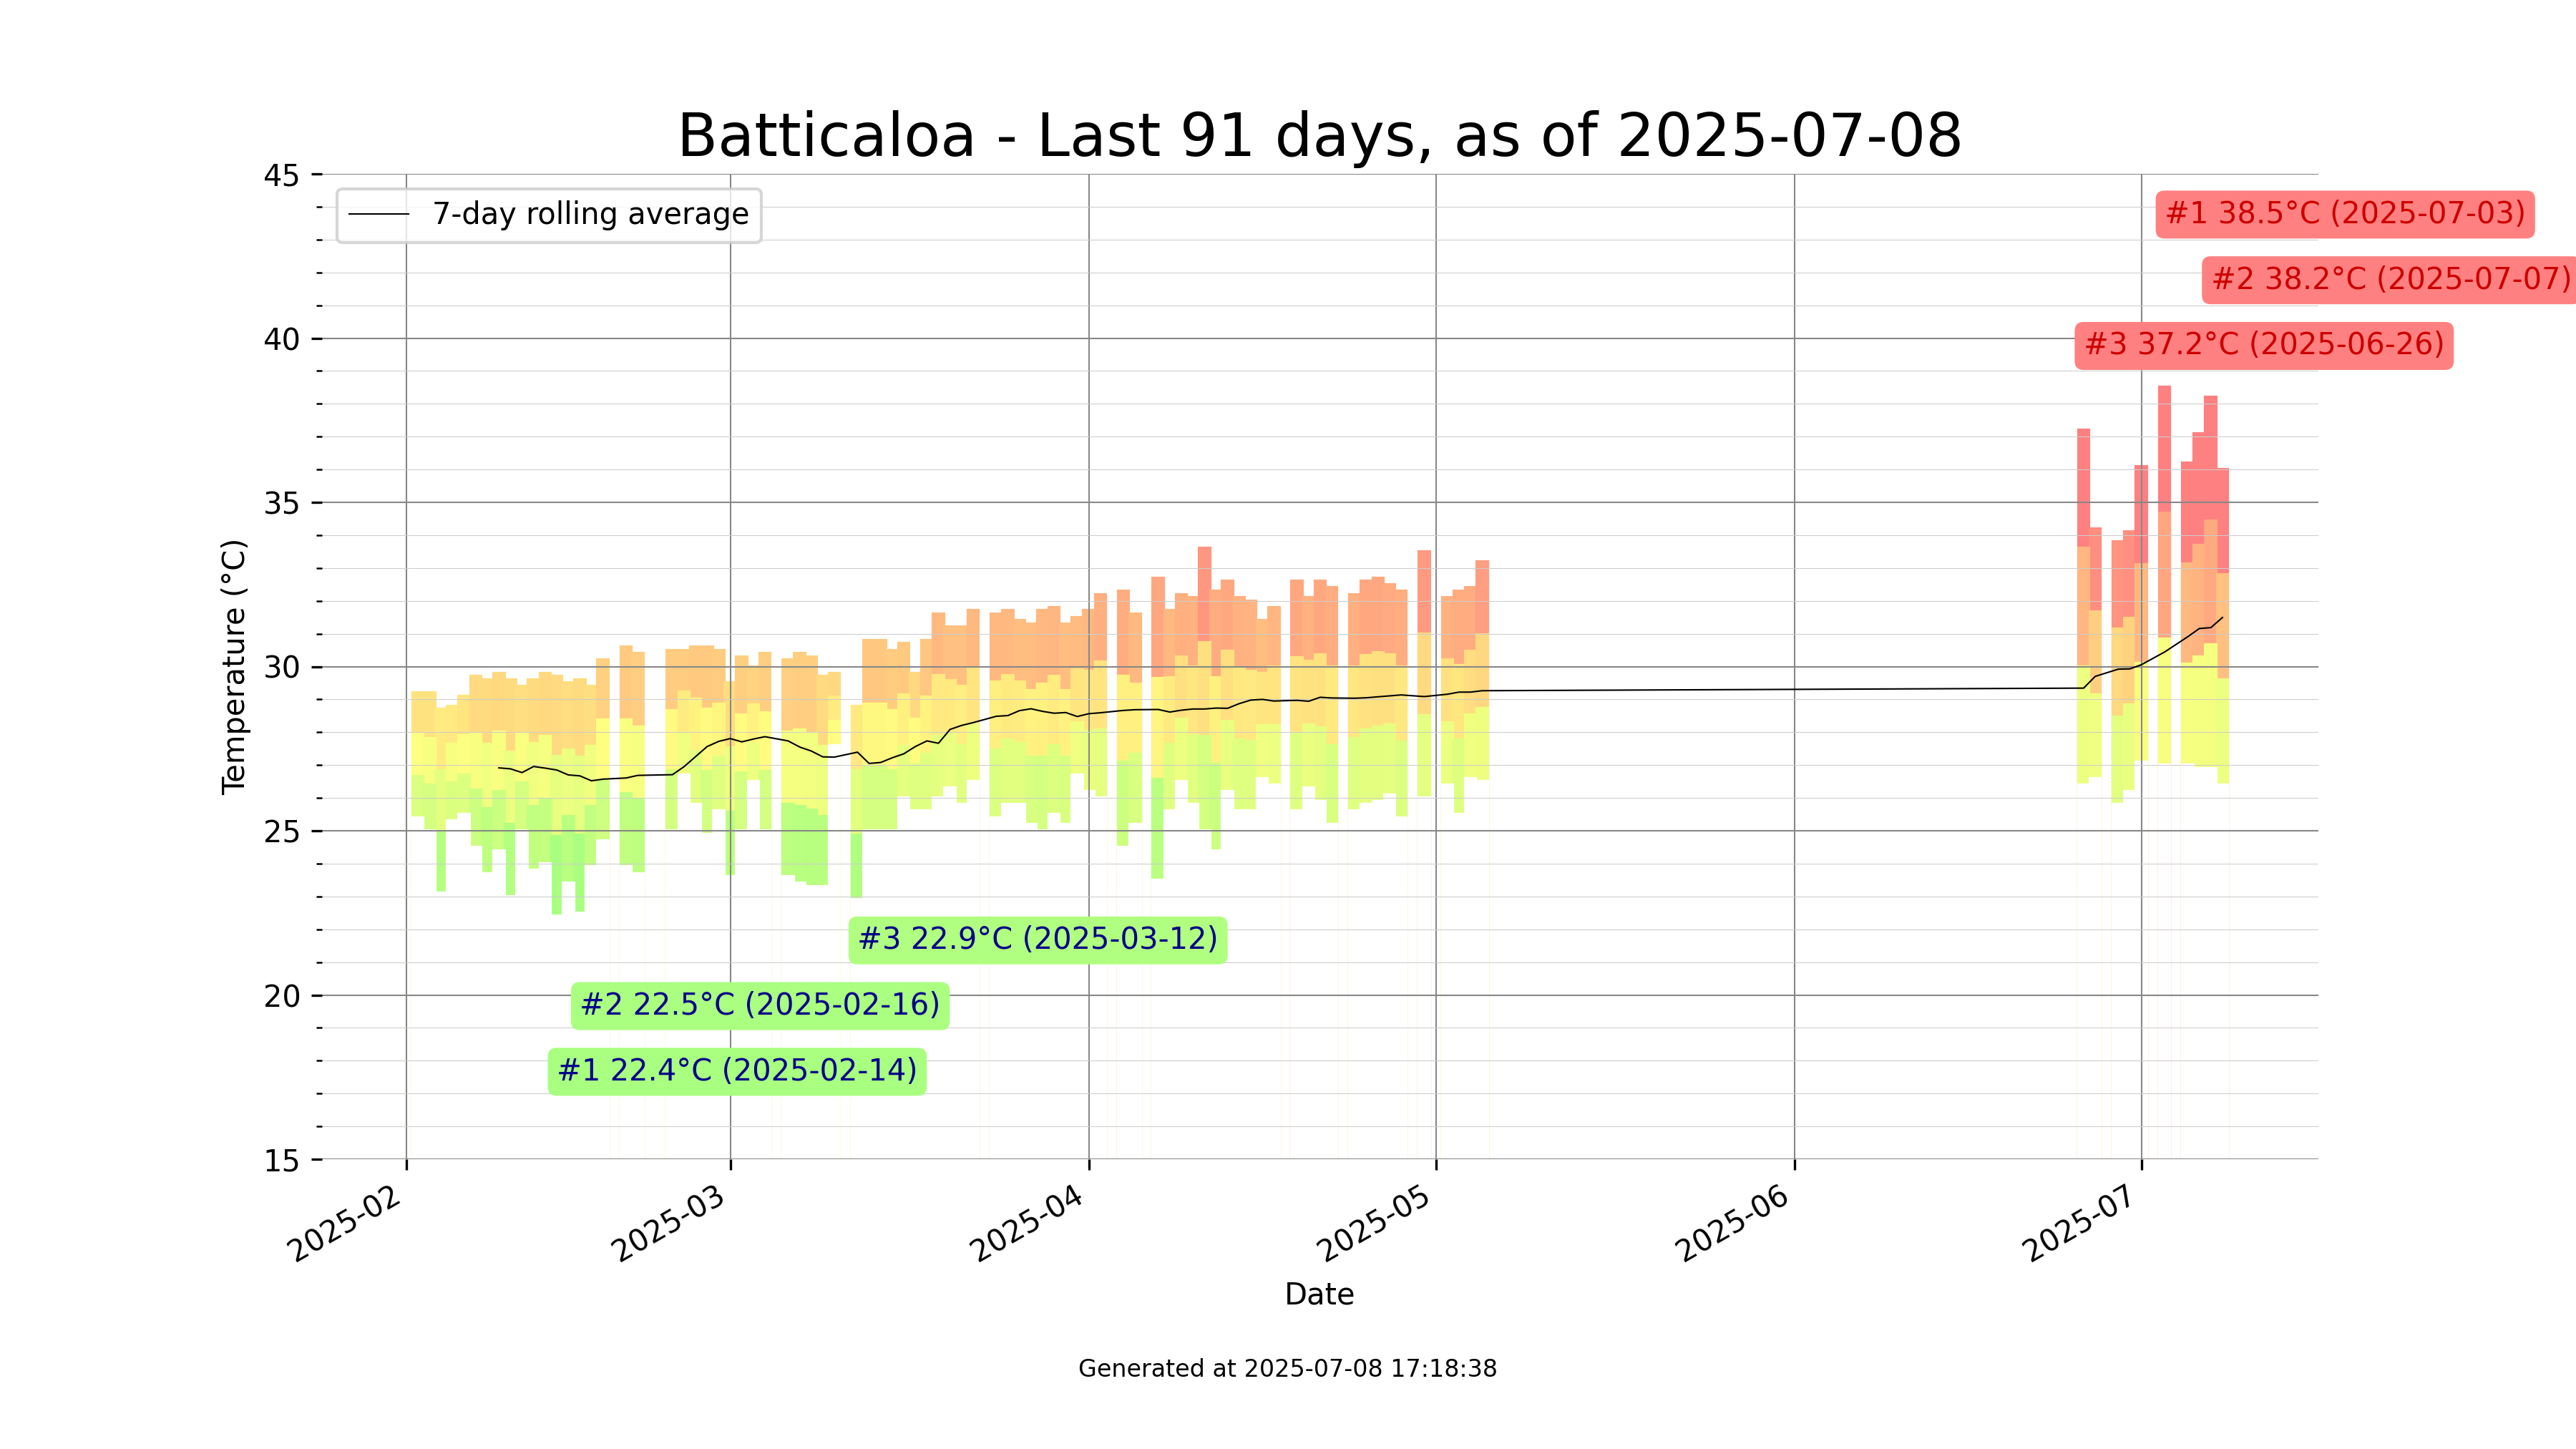 Batticaloa - Last 91 days, as of 2025-07-08
45
7-day rolling average
#1 38.5°C (2025-07-03)
#2 38.2°C (2025-07-07)
40
#3 37.2°C (2025-06-26)
35
Temperature (°C)
30
25
#3 22.9°C (2025-03-12)
20
#2 22.5°C (2025-02-16)
#1 22.4°C (2025-02-14)
15
2025-02
2025-03
2025-04
2025-05
2025-06
2025-07
Date
Generated at 2025-07-08 17:18:38